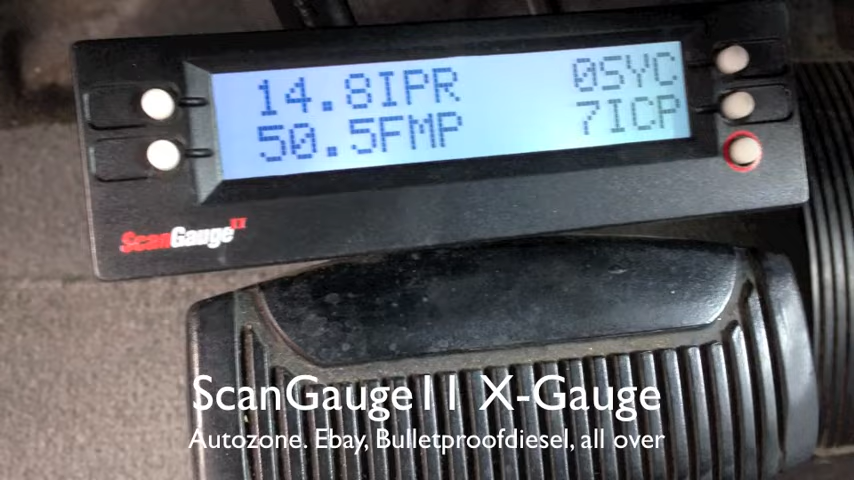 14.8IPR 0SYC
50.5FMP 7ICP
ScanGauge II
ScanGauge II X-Gauge
Autozone. Ebay, Bulletproofdiesel, all over